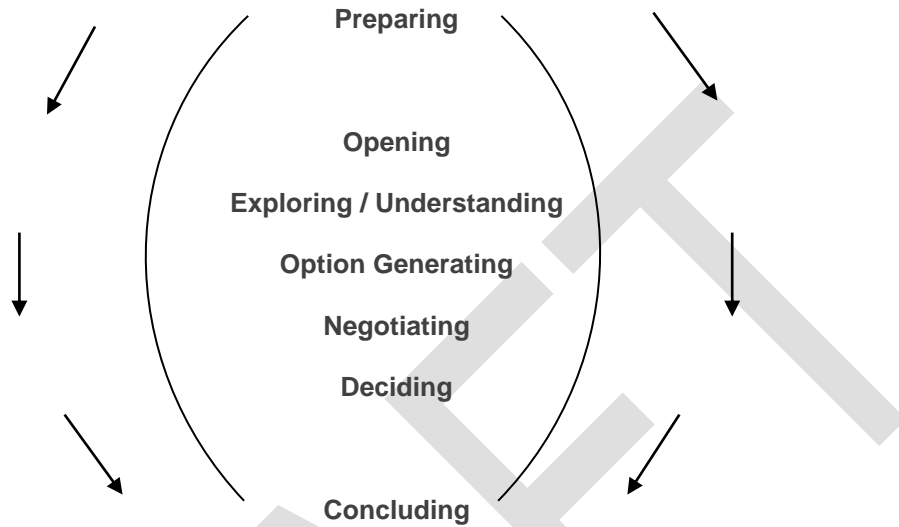 Preparing
Opening
Exploring / Understanding
Option Generating
Negotiating
Deciding
Concluding